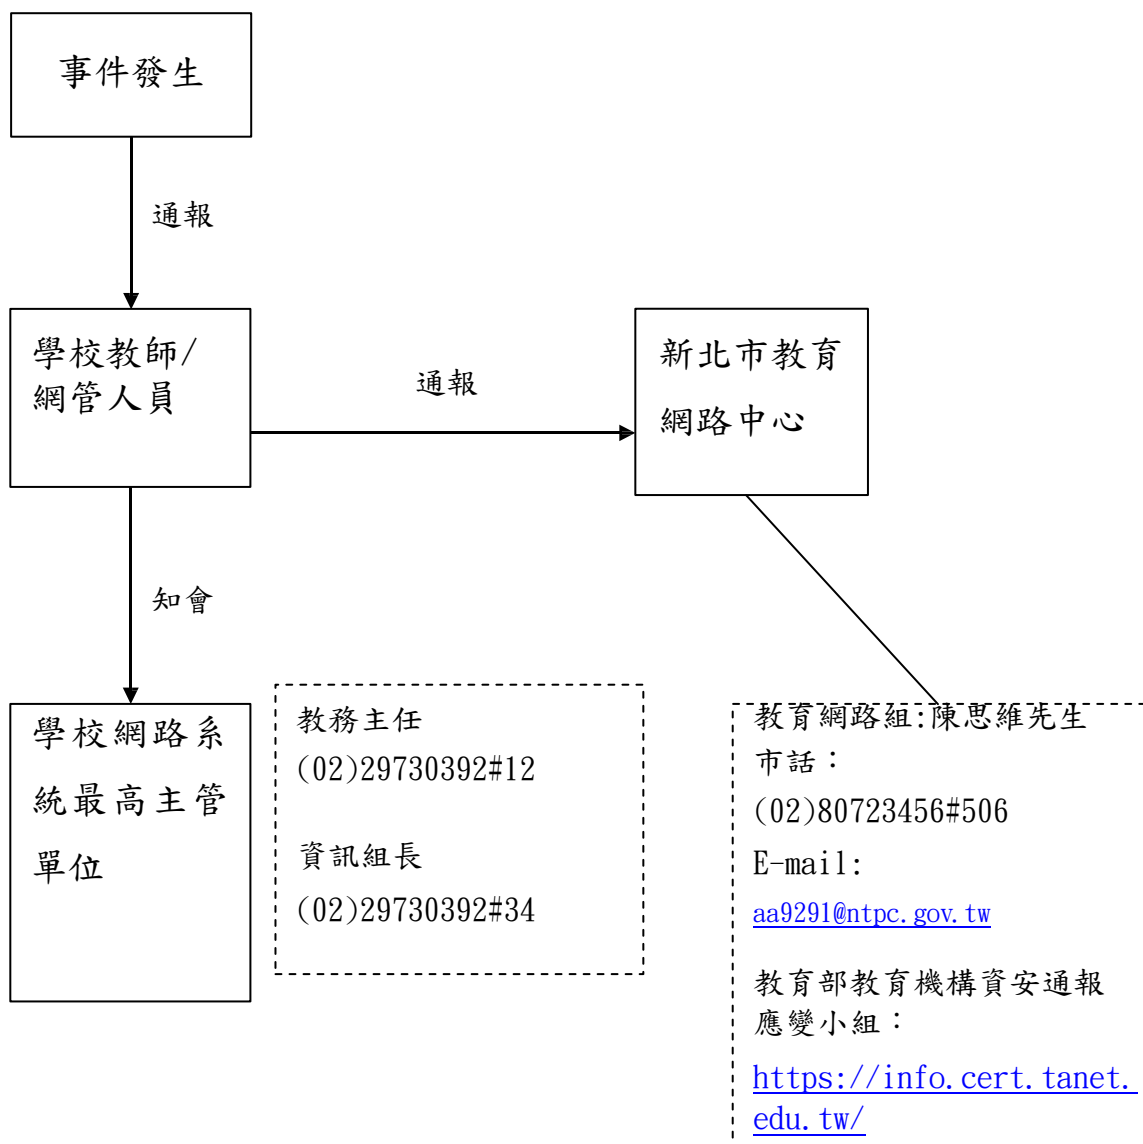 事件發生
通報
學校教師/
網管人員
通報
新北市教育
網路中心
知會
學校網路系
統最高主管
單位
教務主任
(02)29730392#12
資訊組長
(02)29730392#34
教育網路組:陳思維先生
市話：
(02)80723456#506
E-mail:
aa9291@ntpc.gov.tw
教育部教育機構資安通報
應變小組：
https://info.cert.tanet.
edu.tw/